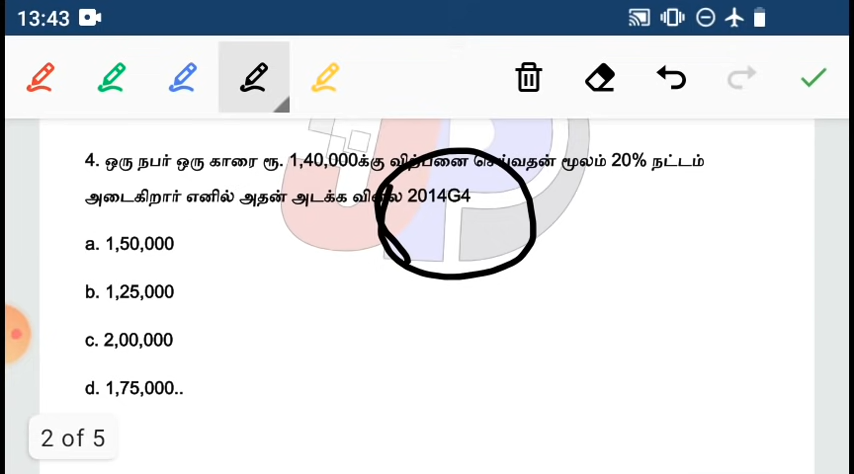 13:43
4. ஒரு நபர் ஒரு காரை ரூ. 1,40,000க்கு விற்பனை செய்வதன் மூலம் 20% நட்டம்
அடைகிறார் எனில் அதன் அடக்க விலை 2014G4
a. 1,50,000
b. 1,25,000
c. 2,00,000
d. 1,75,000..
2 of 5